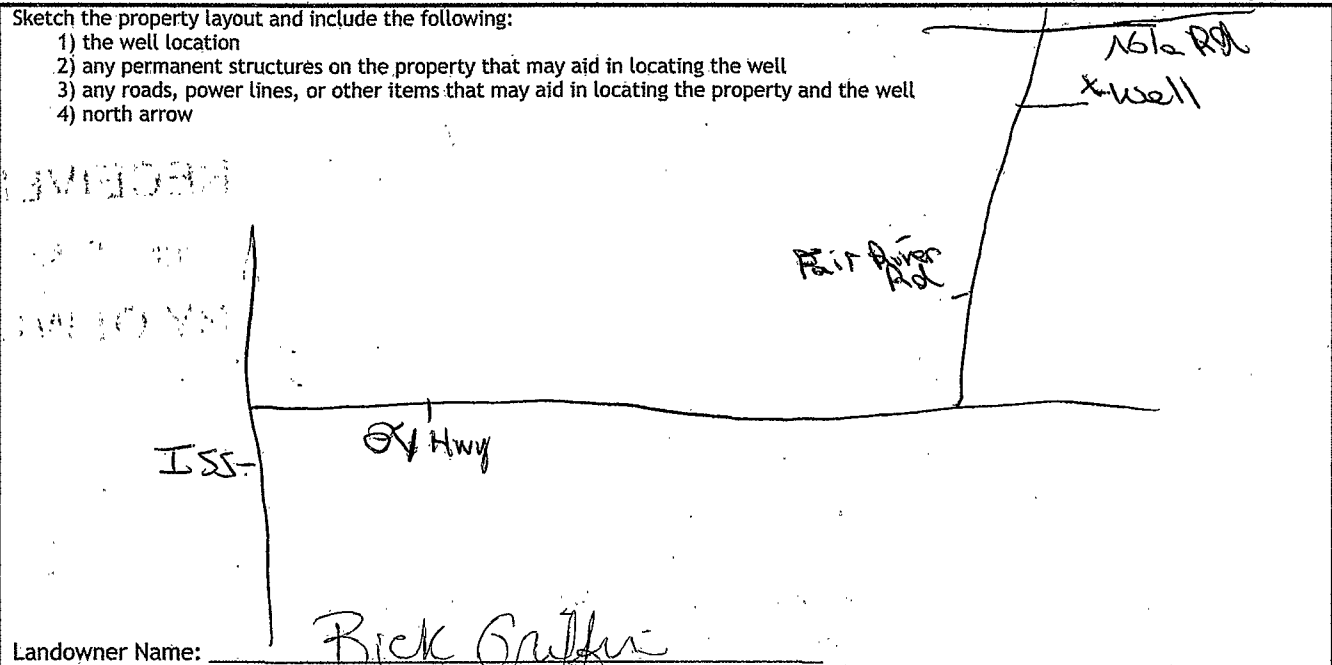 Sketch the property layout and include the following:
1) the well location
2) any permanent structures on the property that may aid in locating the well
3) any roads, power lines, or other items that may aid in locating the property and the well
4) north arrow
Nola Rd
x Well
Fair River
Rd
Hwy
I 55
Landowner Name: Rick Griffin